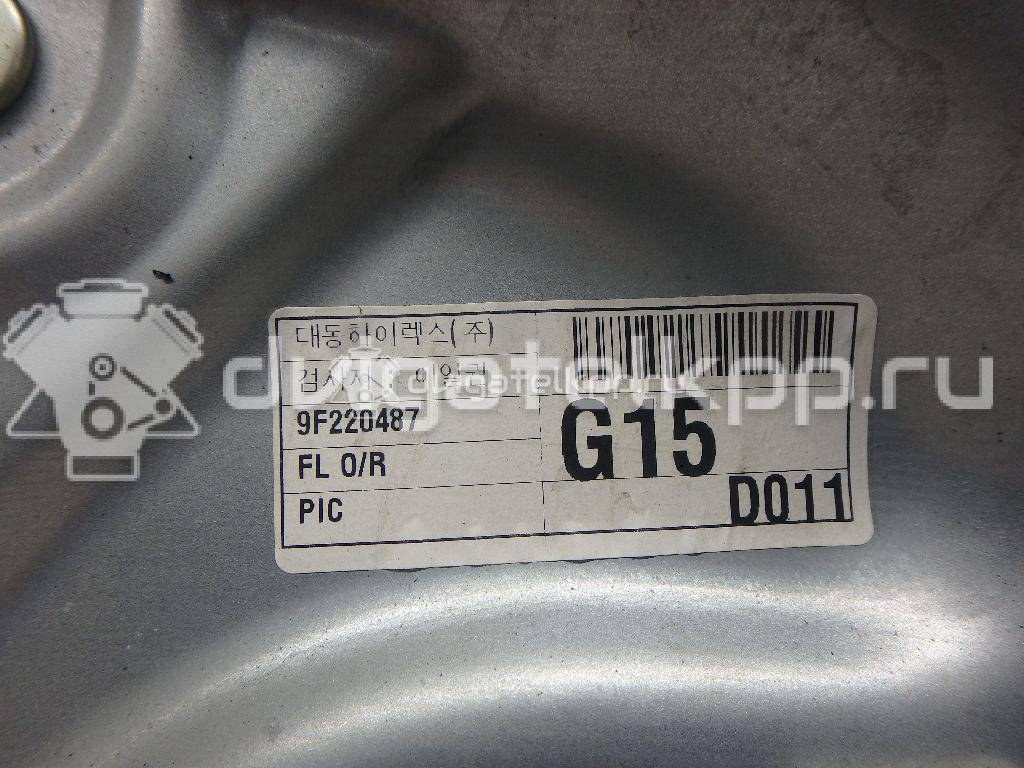 대동하이렉스(주)
검사자
9F220487
FL O/R
PIC
G15
D011
dvigatelkpp.ru